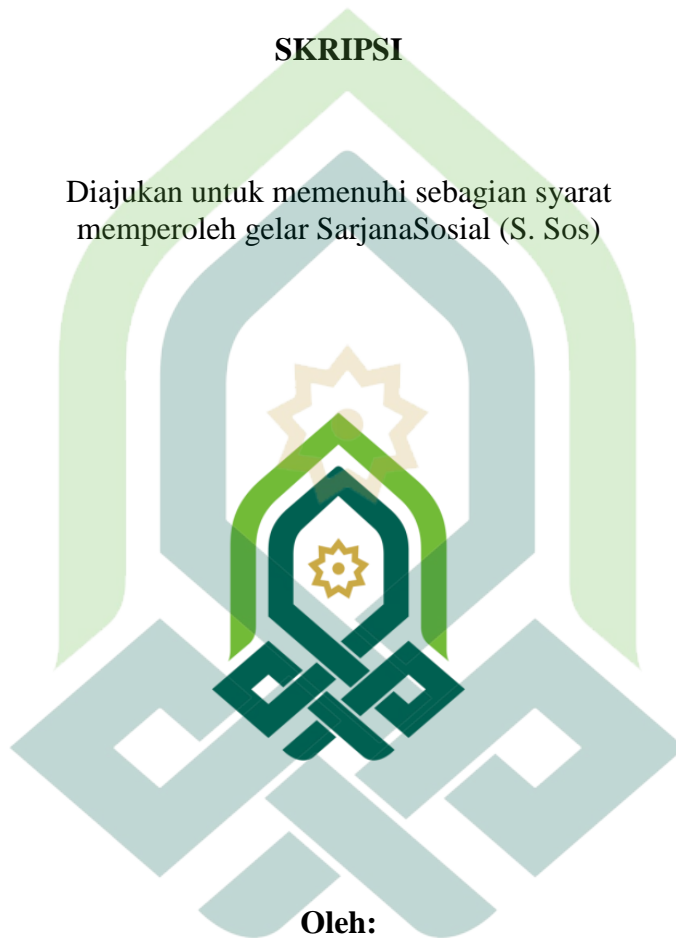 SKRIPSI
Diajukan untuk memenuhi sebagian syarat
memperoleh gelar SarjanaSosial (S. Sos)
Oleh: